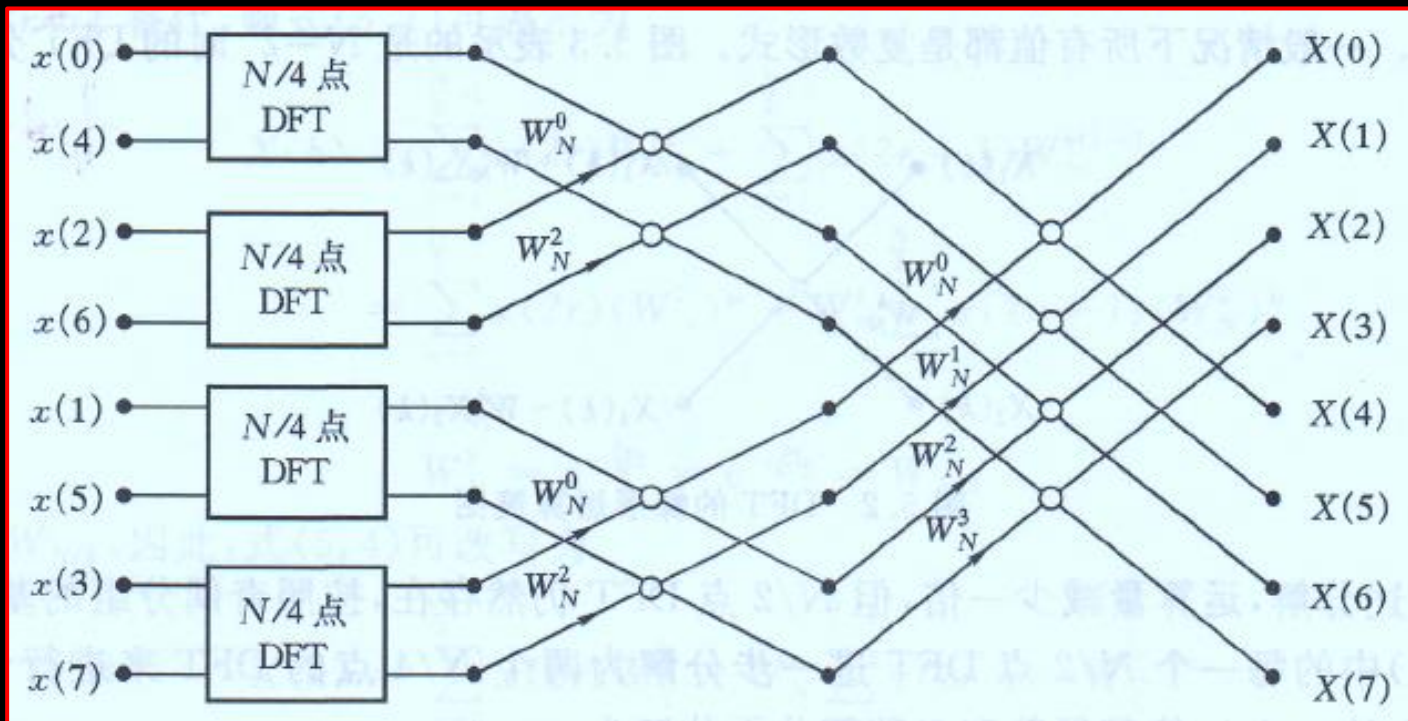 x(0)
x(4)
x(2)
x(6)
x(1)
x(5)
x(3)
x(7)
N/4 点
DFT
N/4 点
DFT
N/4 点
DFT
N/4 点
DFT
W_N^0
W_N^2
W_N^0
W_N^2
W_N^0
W_N^1
W_N^2
W_N^3
X(0)
X(1)
X(2)
X(3)
X(4)
X(5)
X(6)
X(7)